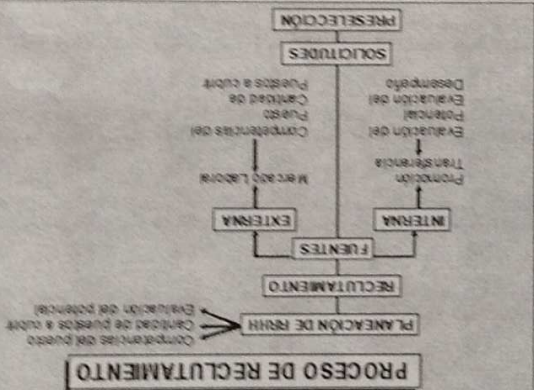 PROCESO DE RECLUTAMIENTO
PLANEACIÓN DE RRHH
Competencias del puesto
Cantidad de puestos a cubrir
Evaluación del potencial
RECLUTAMIENTO
FUENTES
INTERNA
EXTERNA
Promoción
Transferencia
Mercado Laboral
Evaluación del
Potencial
Evaluación del
Desempeño
Competencias del
Puesto
Cantidad de
Puestos a cubrir
SOLICITUDES
PRESELECCIÓN